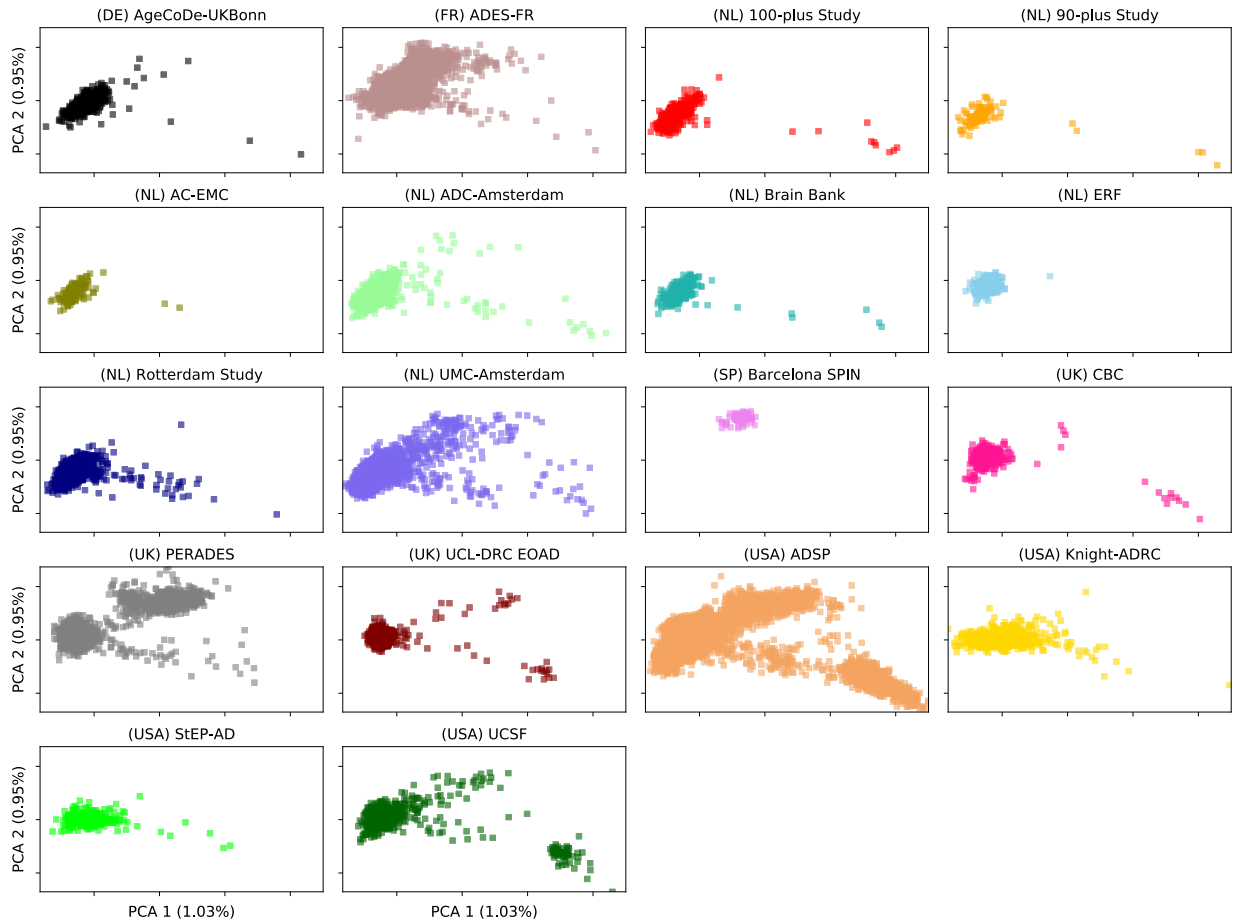 (DE) AgeCoDe-UKBonn
(FR) ADES-FR
(NL) 100-plus Study
(NL) 90-plus Study
PCA 2 (0.95%)
(NL) AC-EMC
(NL) ADC-Amsterdam
(NL) Brain Bank
(NL) ERF
PCA 2 (0.95%)
(NL) Rotterdam Study
(NL) UMC-Amsterdam
(SP) Barcelona SPIN
(UK) CBC
PCA 2 (0.95%)
(UK) PERADES
(UK) UCL-DRC EOAD
(USA) ADSP
(USA) Knight-ADRC
PCA 2 (0.95%)
(USA) StEP-AD
(USA) UCSF
PCA 2 (0.95%)
PCA 1 (1.03%)
PCA 1 (1.03%)